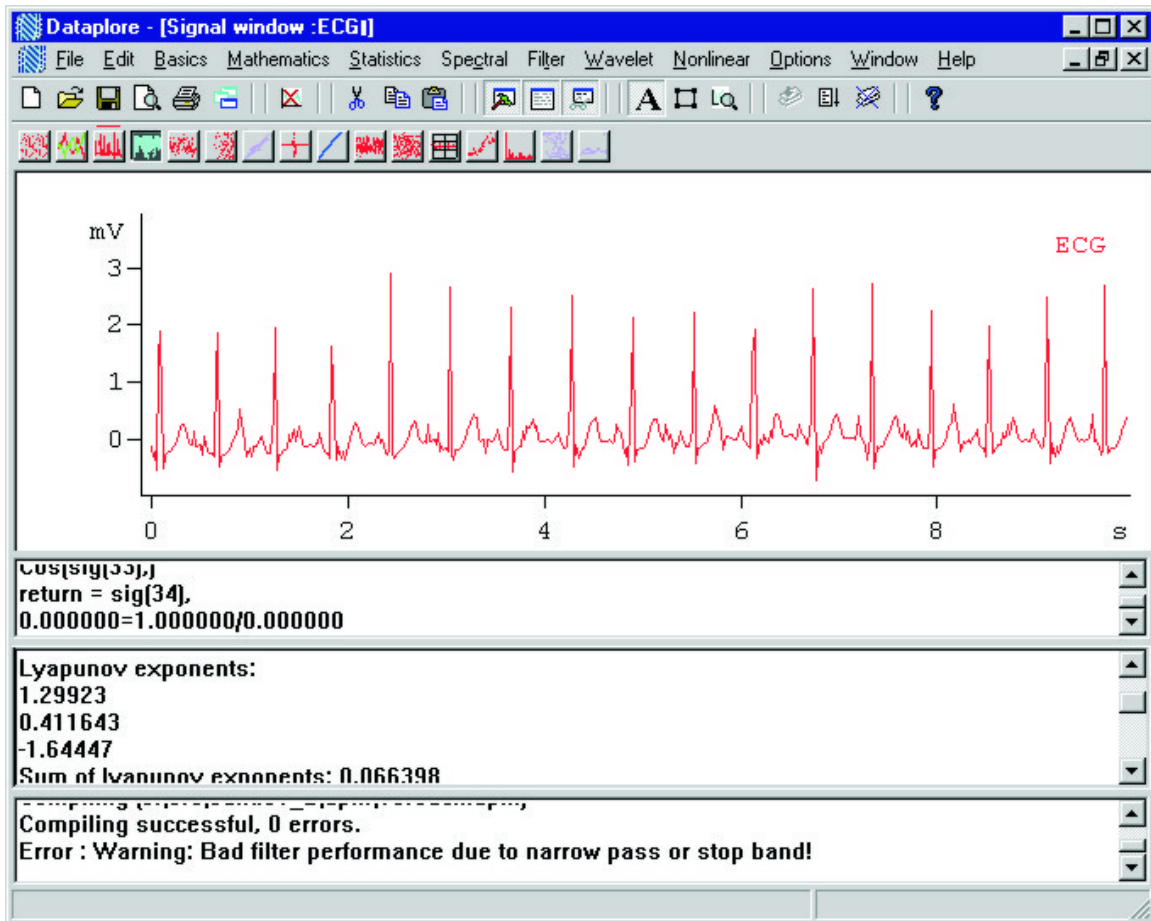 Dataplore - [Signal window :ECG]
File Edit Basics Mathematics Statistics Spectral Filter Wavelet Nonlinear Options Window Help
A
mV
ECG
3
2
1
0
0 2 4 6 8 s
Cos(sig(33),)
return = sig(34),
0.000000=1.000000/0.000000
Lyapunov exponents:
1.29923
0.411643
-1.64447
Sum of lyapunov exponents: 0.066398
Compiling successful, 0 errors.
Error : Warning: Bad filter performance due to narrow pass or stop band!